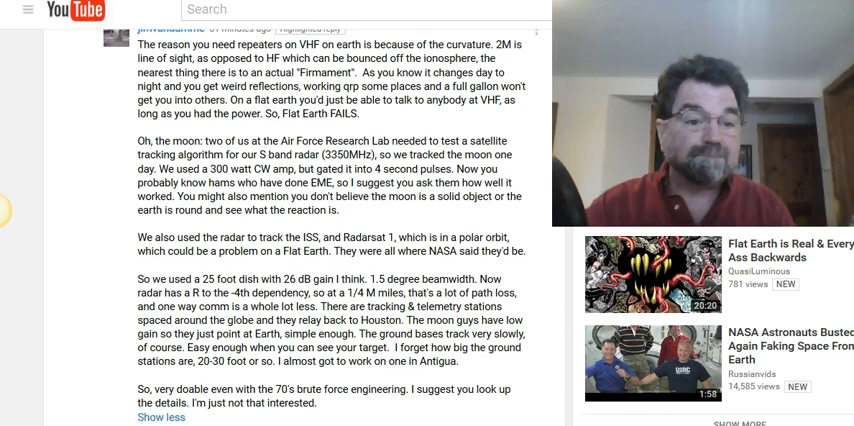 You Tube
Search
jimvandamme 51 minutes ago Highlighted reply
The reason you need repeaters on VHF on earth is because of the curvature. 2M is
line of sight, as opposed to HF which can be bounced off the ionosphere, the
nearest thing there is to an actual "Firmament".  As you know it changes day to
night and you get weird reflections, working qrp some places and a full gallon won't
get you into others. On a flat earth you'd just be able to talk to anybody at VHF, as
long as you had the power. So, Flat Earth FAILS.
Oh, the moon: two of us at the Air Force Research Lab needed to test a satellite
tracking algorithm for our S band radar (3350MHz), so we tracked the moon one
day. We used a 300 watt CW amp, but gated it into 4 second pulses. Now you
probably know hams who have done EME, so I suggest you ask them how well it
worked. You might also mention you don't believe the moon is a solid object or the
earth is round and see what the reaction is.
We also used the radar to track the ISS, and Radarsat 1, which is in a polar orbit,
which could be a problem on a Flat Earth. They were all where NASA said they'd be.
So we used a 25 foot dish with 26 dB gain I think. 1.5 degree beamwidth. Now
radar has a R to the -4th dependency, so at a 1/4 M miles, that's a lot of path loss,
and one way comm is a whole lot less. There are tracking & telemetry stations
spaced around the globe and they relay back to Houston. The moon guys have low
gain so they just point at Earth, simple enough. The ground bases track very slowly,
of course. Easy enough when you can see your target.  I forget how big the ground
stations are, 20-30 foot or so. I almost got to work on one in Antigua.
So, very doable even with the 70's brute force engineering. I suggest you look up
the details. I'm just not that interested.
Show less
Flat Earth is Real & Every
Ass Backwards
QuasiLuminous
781 views NEW
20:20
NASA Astronauts Busted
Again Faking Space From
Earth
Russianvids
14,585 views NEW
1:58
SHOW MORE